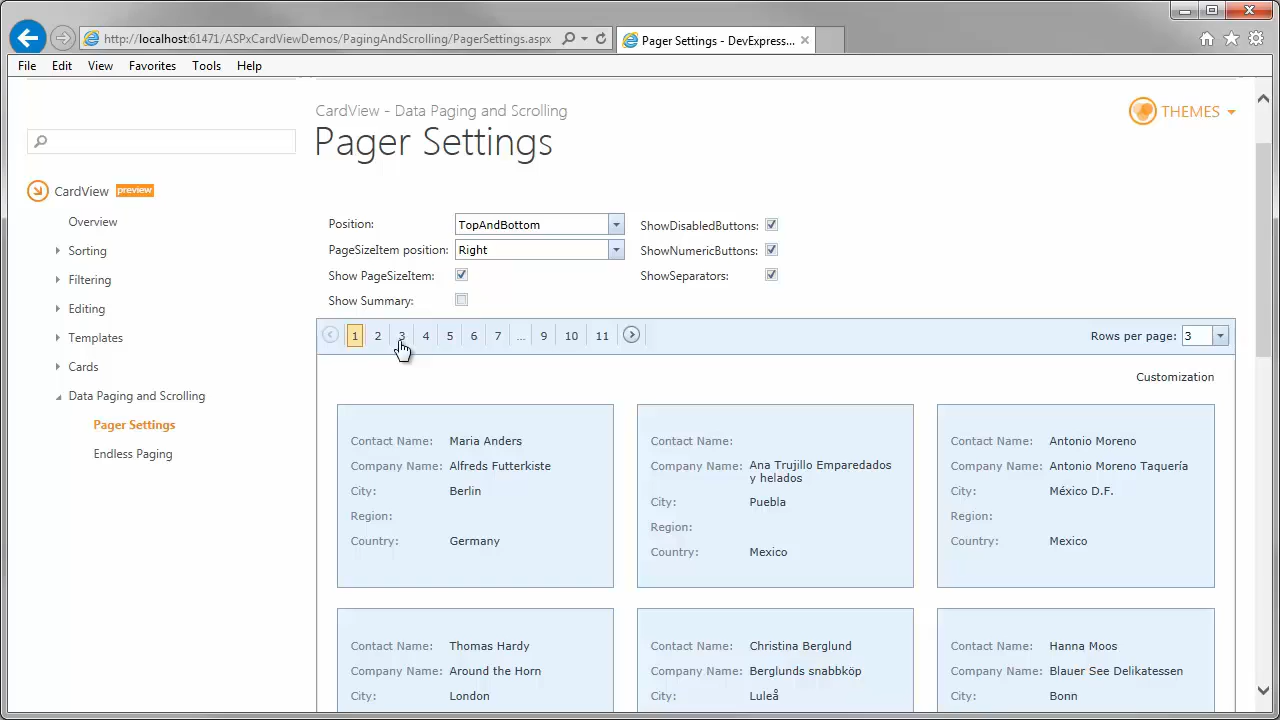 http://localhost:61471/ASPxCardViewDemos/PagingAndScrolling/PagerSettings.aspx
Pager Settings - DevExpress...
File Edit View Favorites Tools Help
CardView - Data Paging and Scrolling
THEMES
Pager Settings
CardView preview
Overview
Sorting
Filtering
Editing
Templates
Cards
Data Paging and Scrolling
Pager Settings
Endless Paging
Position: TopAndBottom ShowDisabledButtons:
PageSizeItem position: Right ShowNumericButtons:
Show PageSizeItem: ShowSeparators:
Show Summary:
1 2 3 4 5 6 7 ... 9 10 11 Rows per page: 3
Customization
Contact Name: Maria Anders
Company Name: Alfreds Futterkiste
City: Berlin
Region:
Country: Germany
Contact Name:
Company Name: Ana Trujillo Emparedados
y helados
City: Puebla
Region:
Country: Mexico
Contact Name: Antonio Moreno
Company Name: Antonio Moreno Taquería
City: México D.F.
Region:
Country: Mexico
Contact Name: Thomas Hardy
Company Name: Around the Horn
City: London
Contact Name: Christina Berglund
Company Name: Berglunds snabbköp
City: Luleå
Contact Name: Hanna Moos
Company Name: Blauer See Delikatessen
City: Bonn